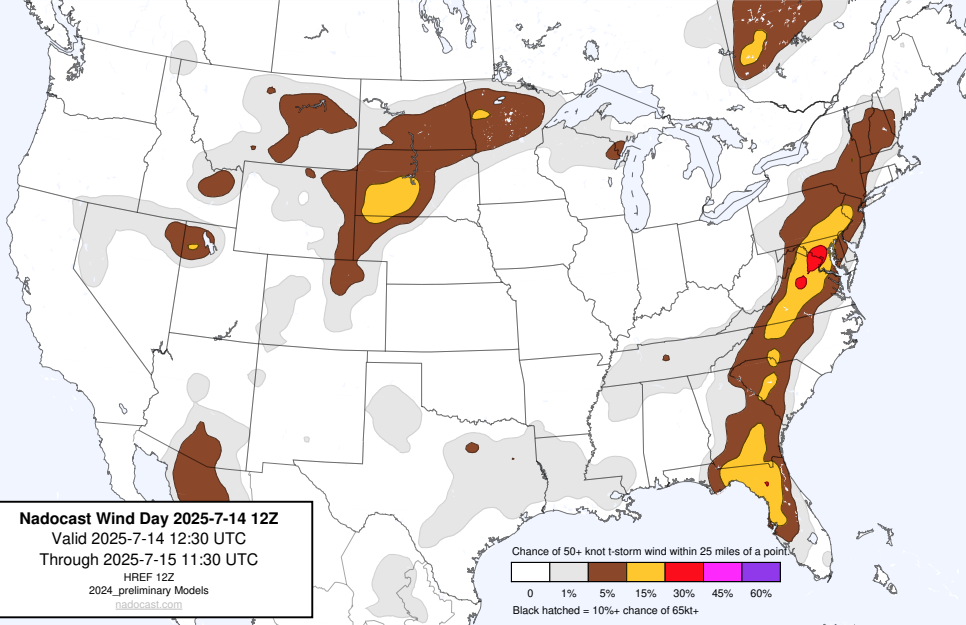 Nadocast Wind Day 2025-7-14 12Z
Valid 2025-7-14 12:30 UTC
Through 2025-7-15 11:30 UTC
HREF 12Z
2024_preliminary Models
nadocast.com
Chance of 50+ knot t-storm wind within 25 miles of a point.
0 1% 5% 15% 30% 45% 60%
Black hatched = 10%+ chance of 65kt+